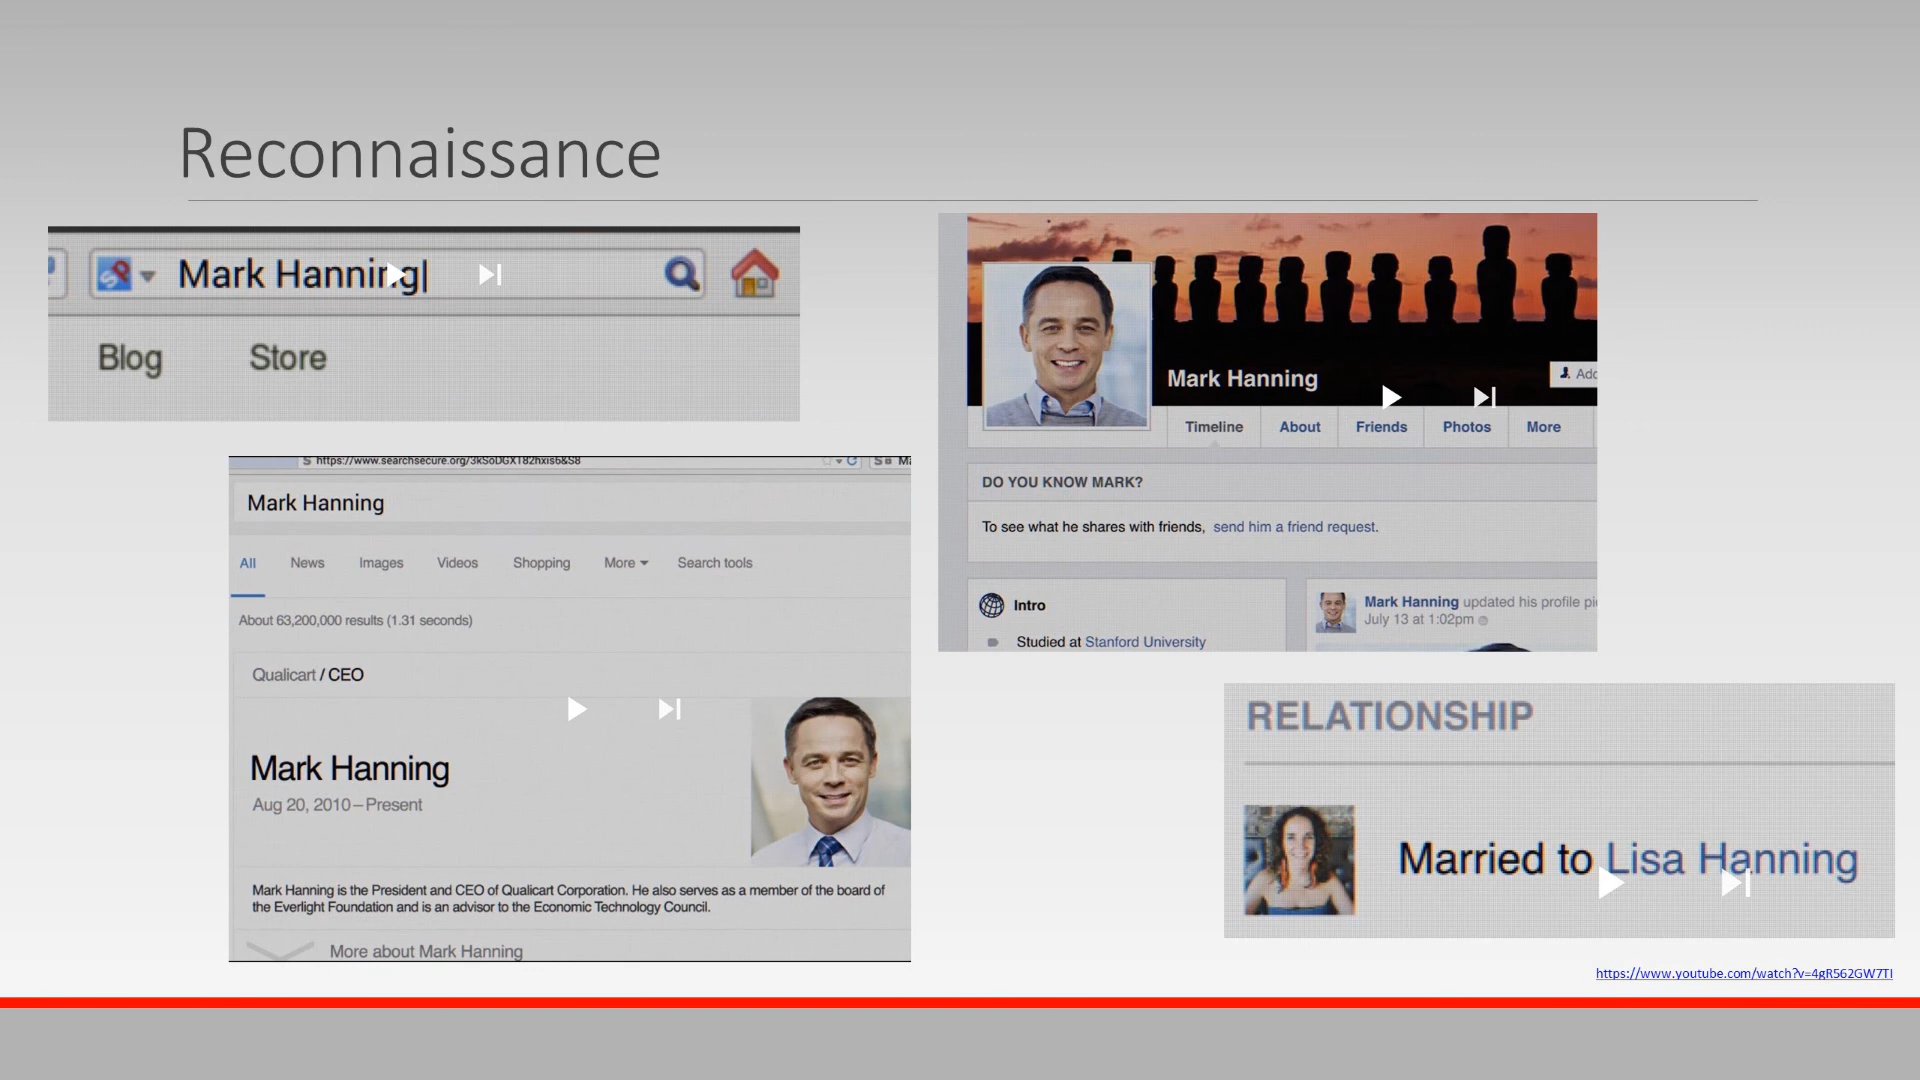 Reconnaissance
Mark Hanning
Blog Store
https://www.searchsecure.org/3kSoDGXT82hxis6&S8
Mark Hanning
All News Images Videos Shopping More Search tools
About 63,200,000 results (1.31 seconds)
Qualicart / CEO
Mark Hanning
Aug 20, 2010 – Present
Mark Hanning is the President and CEO of Qualicart Corporation. He also serves as a member of the board of
the Everlight Foundation and is an advisor to the Economic Technology Council.
More about Mark Hanning
Mark Hanning
Timeline About Friends Photos More
DO YOU KNOW MARK?
To see what he shares with friends, send him a friend request.
Intro
Studied at Stanford University
Mark Hanning updated his profile
July 13 at 1:02pm
RELATIONSHIP
Married to Lisa Hanning
https://www.youtube.com/watch?v=4gR562GW7TI